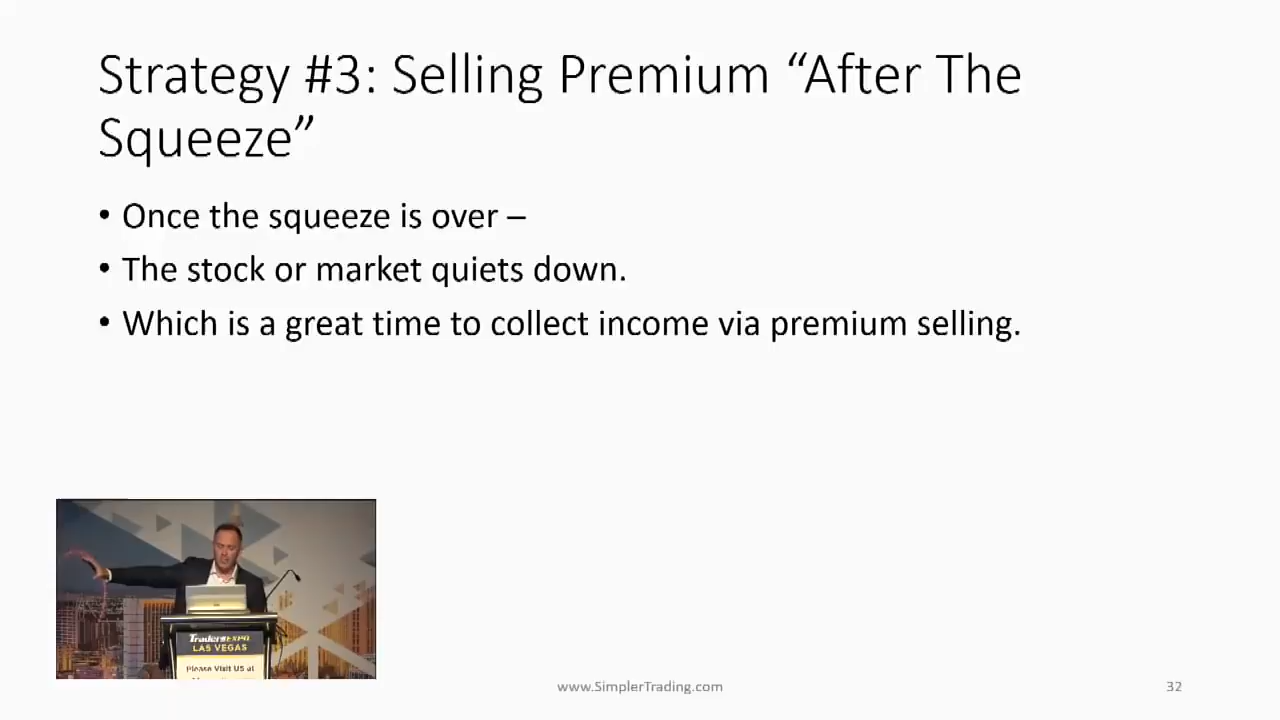 Strategy #3: Selling Premium “After The
Squeeze”
• Once the squeeze is over –
• The stock or market quiets down.
• Which is a great time to collect income via premium selling.
TradersEXPO
LAS VEGAS
Please Visit US at
www.SimplerTrading.com
32